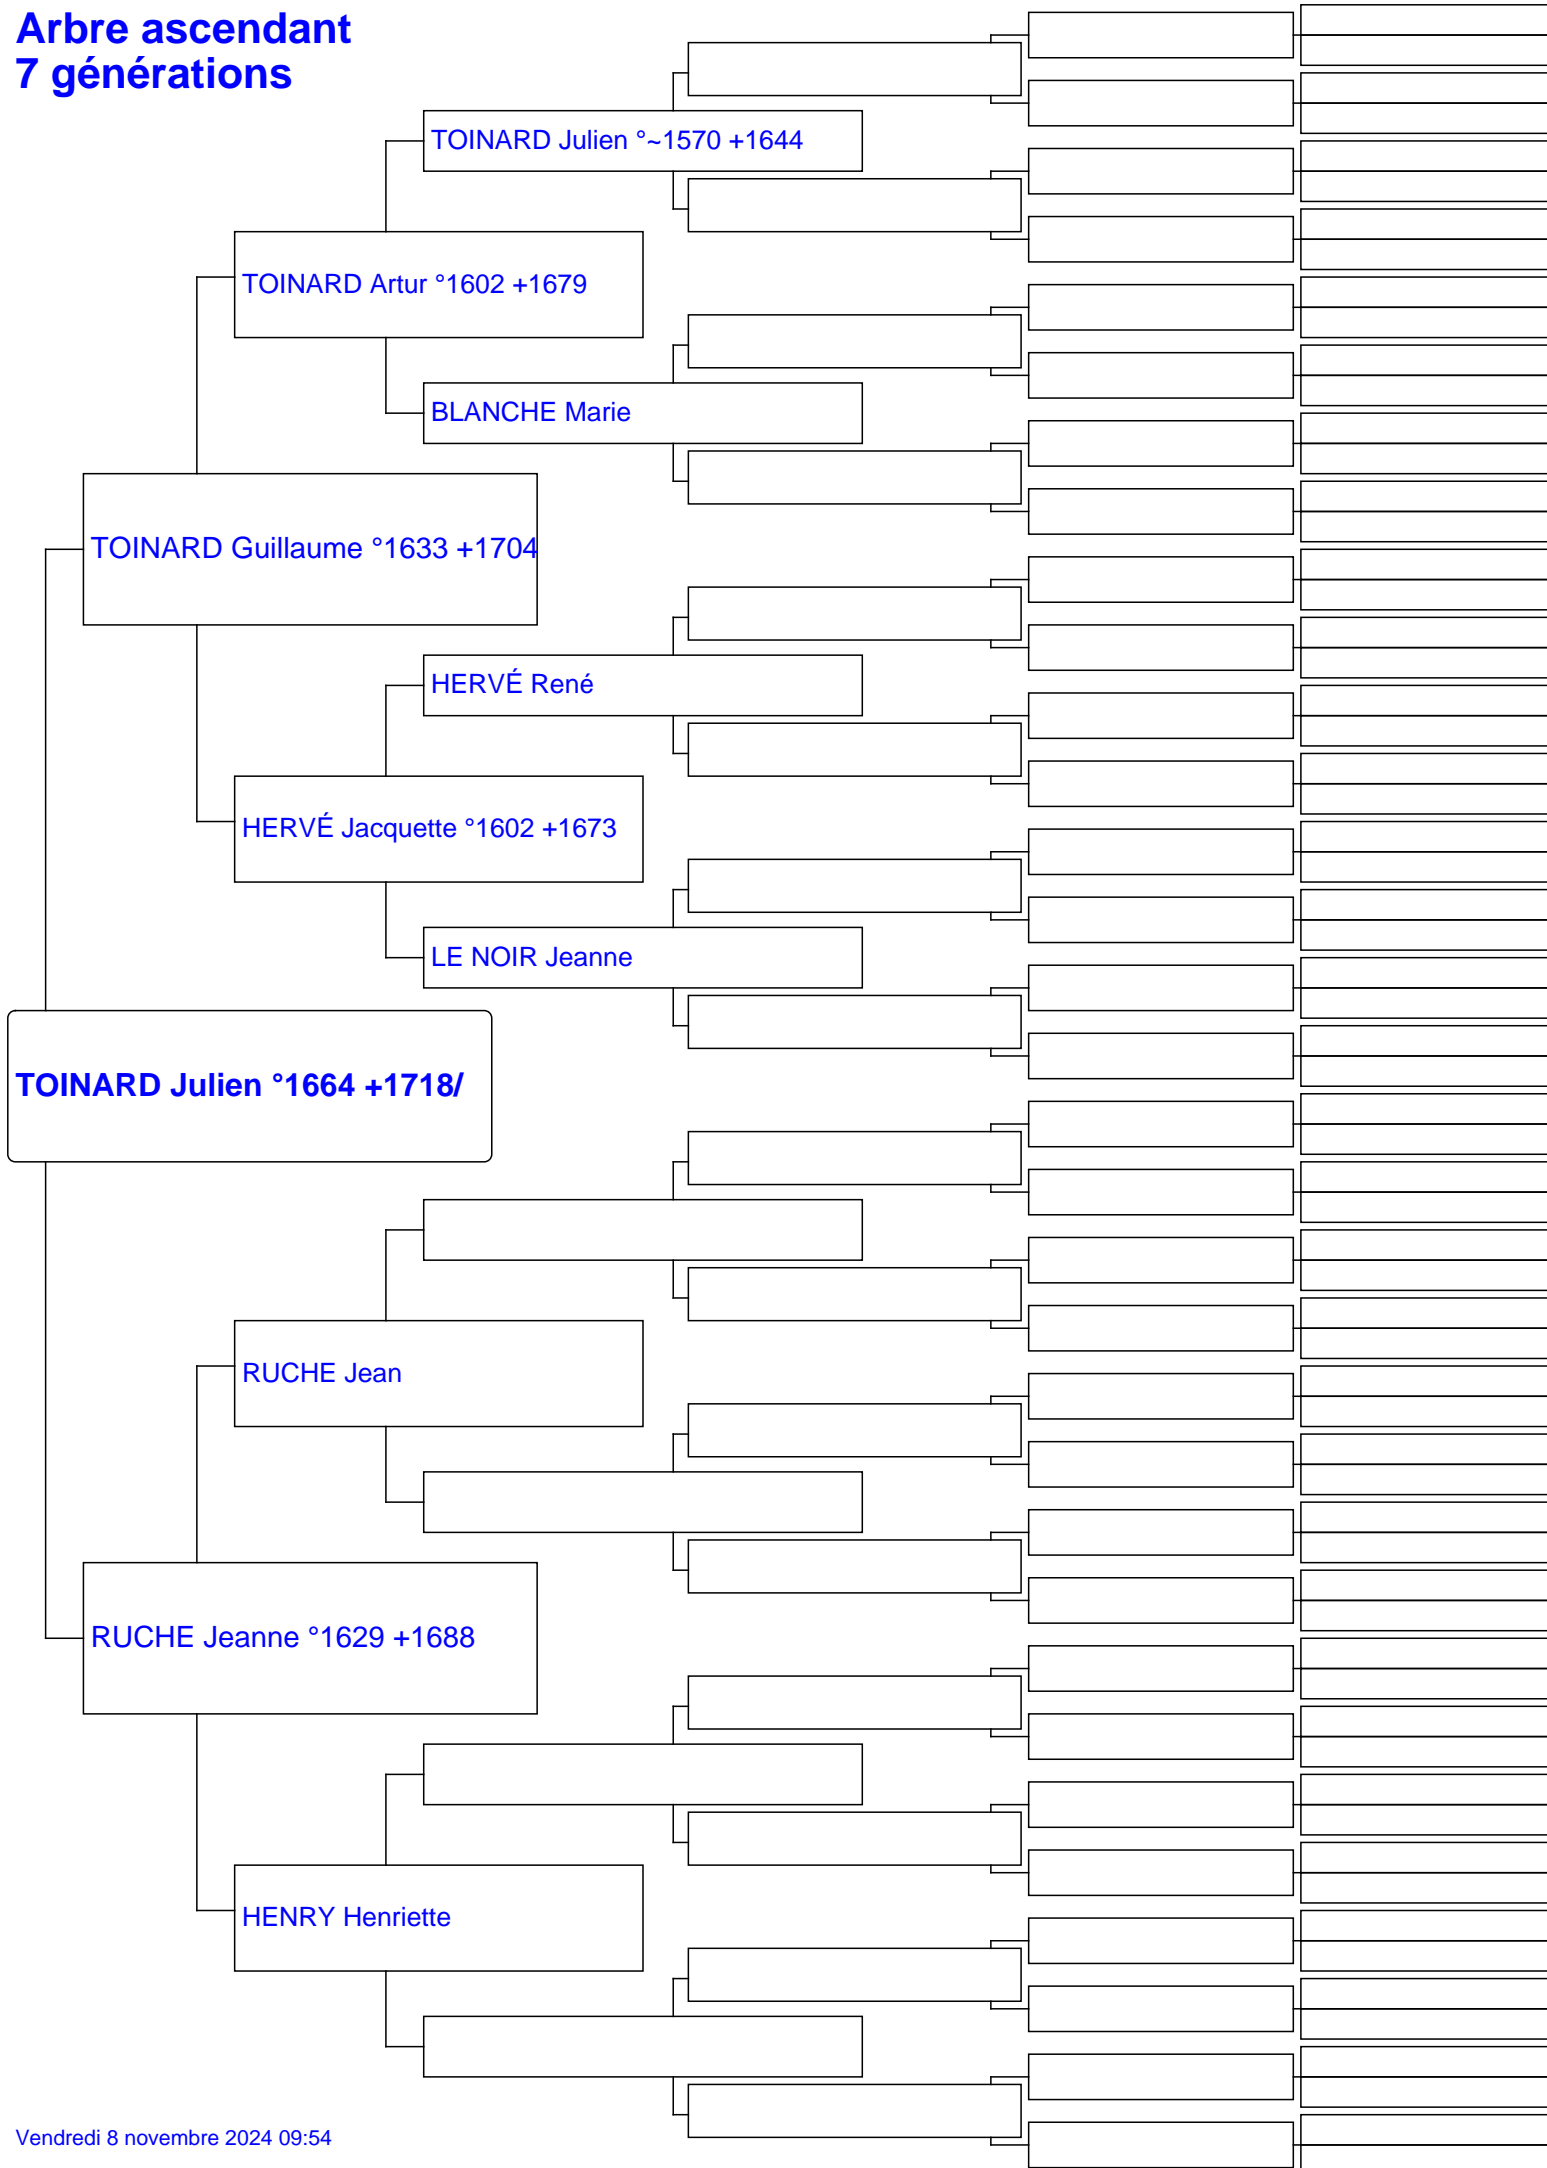 Arbre ascendant
7 générations
TOINARD Julien °~1570 +1644
TOINARD Artur °1602 +1679
BLANCHE Marie
TOINARD Guillaume °1633 +1704
HERVÉ René
HERVÉ Jacquette °1602 +1673
LE NOIR Jeanne
TOINARD Julien °1664 +1718/
RUCHE Jean
RUCHE Jeanne °1629 +1688
HENRY Henriette
Vendredi 8 novembre 2024 09:54